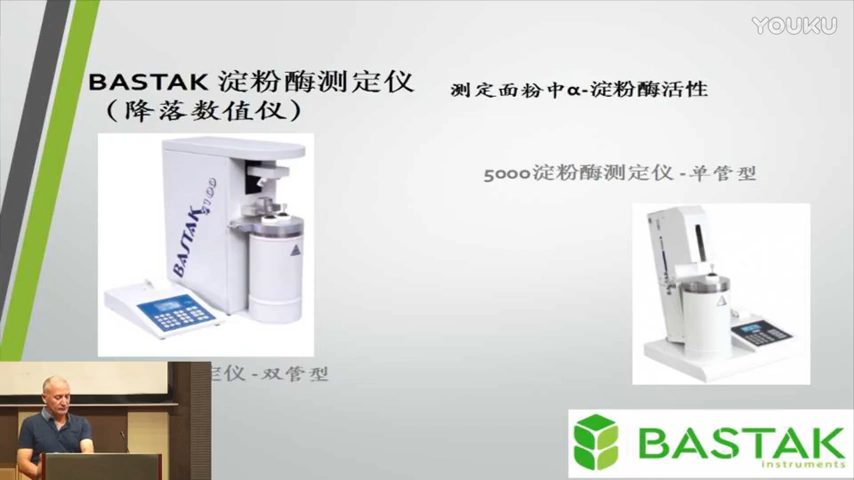 YOUKU
BASTAK 淀粉酶测定仪
（降落数值仪）
测定面粉中α-淀粉酶活性
5000淀粉酶测定仪 -单管型
BASTAK
5100
定仪 -双管型
BASTAK
instruments